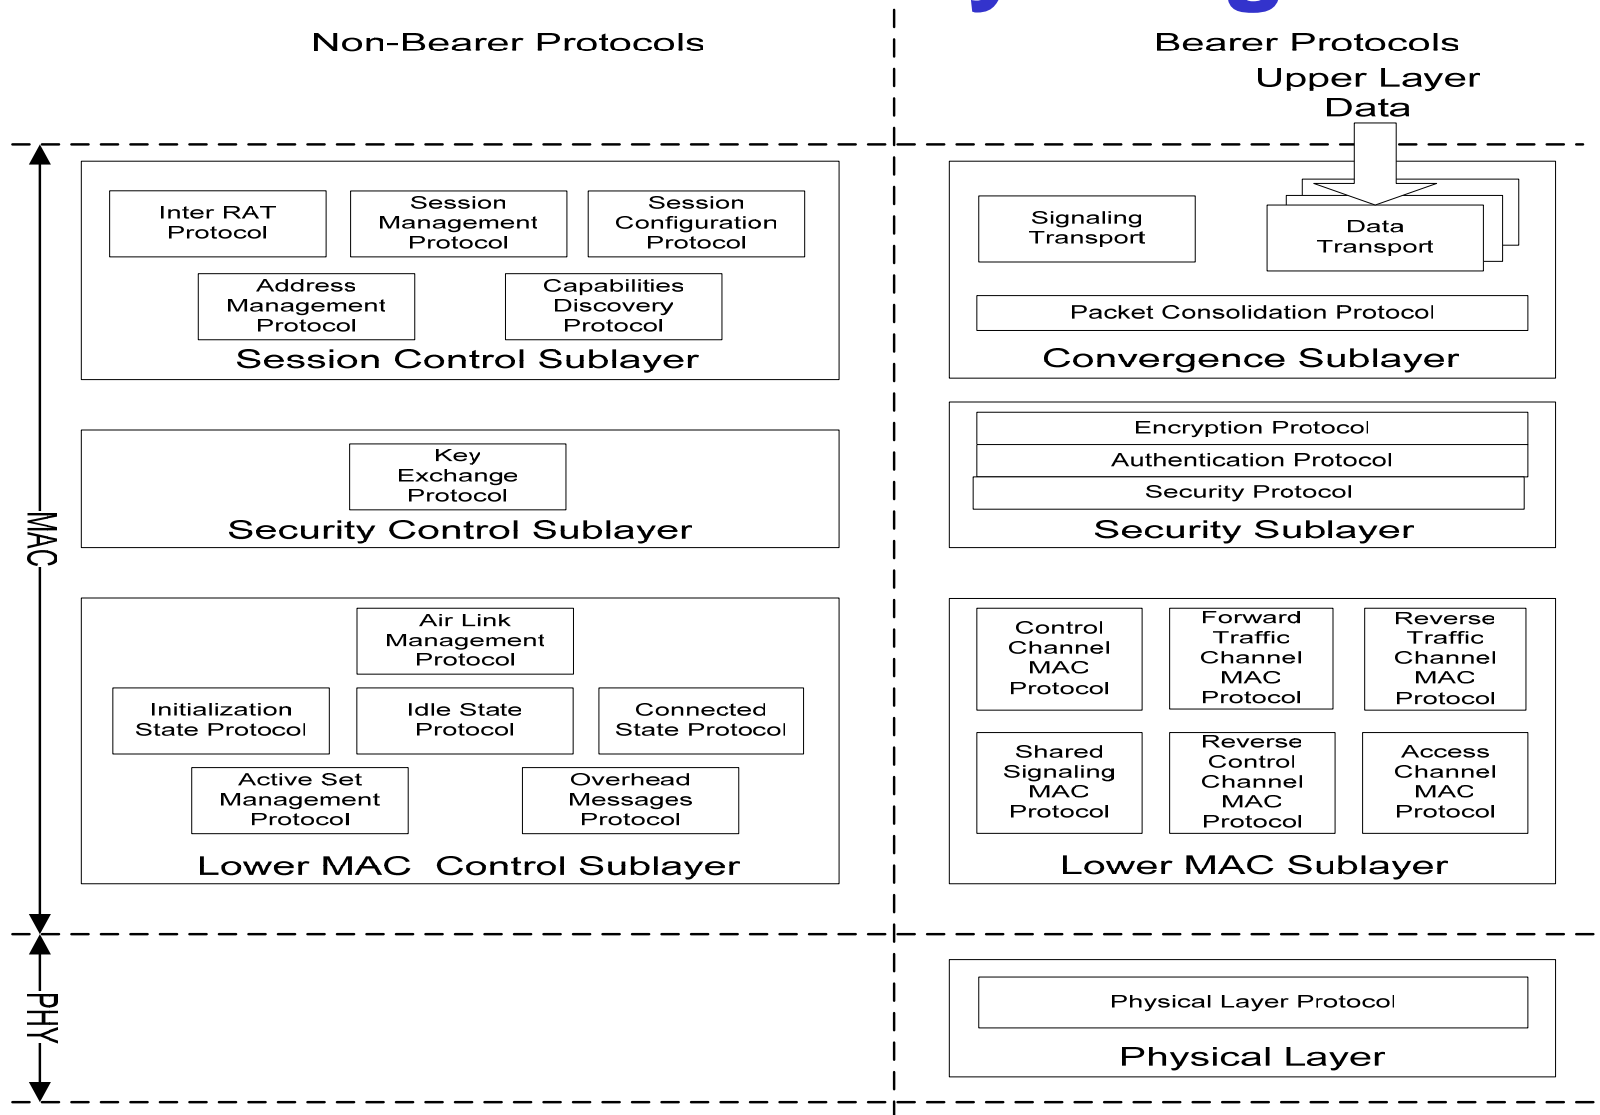 Non-Bearer Protocols
Bearer Protocols
Upper Layer
Data
Inter RAT
Protocol
Session
Management
Protocol
Session
Configuration
Protocol
Address
Management
Protocol
Capabilities
Discovery
Protocol
Session Control Sublayer
Signaling
Transport
Data
Transport
Packet Consolidation Protocol
Convergence Sublayer
Key
Exchange
Protocol
Security Control Sublayer
Encryption Protocol
Authentication Protocol
Security Protocol
Security Sublayer
MAC
Air Link
Management
Protocol
Initialization
State Protocol
Idle State
Protocol
Connected
State Protocol
Active Set
Management
Protocol
Overhead
Messages
Protocol
Lower MAC Control Sublayer
Control
Channel
MAC
Protocol
Forward
Traffic
Channel
MAC
Protocol
Reverse
Traffic
Channel
MAC
Protocol
Shared
Signaling
MAC
Protocol
Reverse
Control
Channel
MAC
Protocol
Access
Channel
MAC
Protocol
Lower MAC Sublayer
PHY
Physical Layer Protocol
Physical Layer